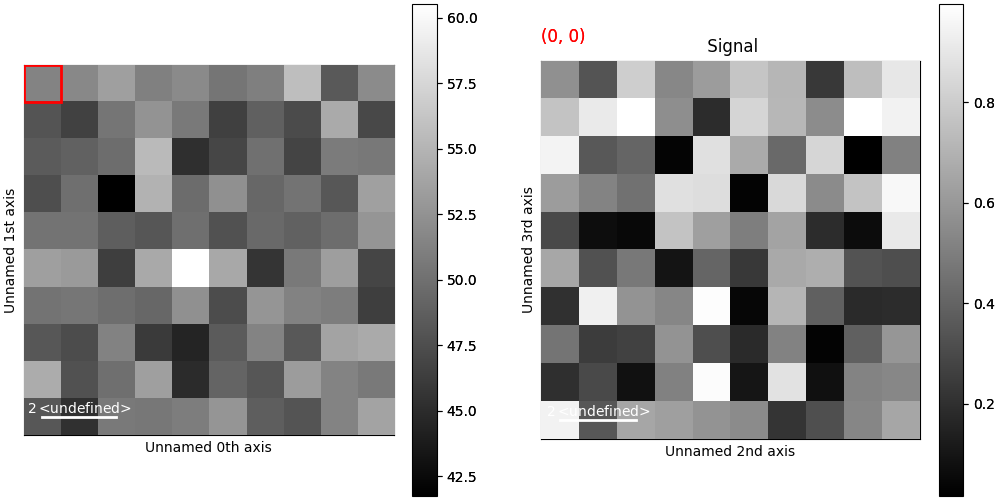 60.0
57.5
55.0
52.5
50.0
47.5
45.0
42.5
Unnamed 1st axis
Unnamed 0th axis
2 <undefined>
(0, 0)
Signal
Unnamed 3rd axis
Unnamed 2nd axis
2 <undefined>
0.8
0.6
0.4
0.2